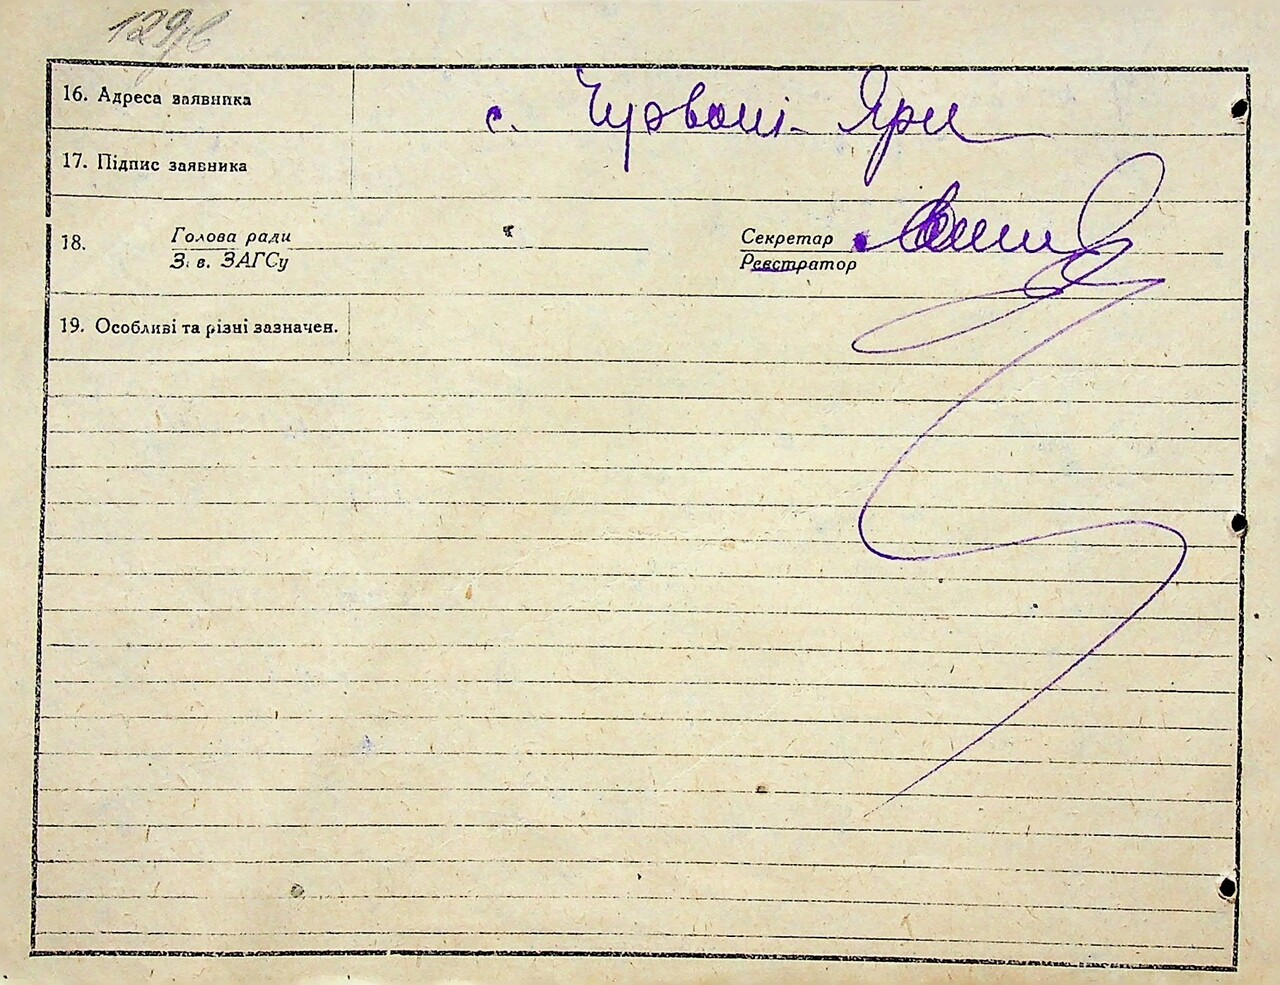 129зв
16. Адреса заявника с. Червоні Яри
17. Підпис заявника
18. Голова ради Секретар
З. в. ЗАГСу Реєстратор
19. Особливі та різні зазначен.